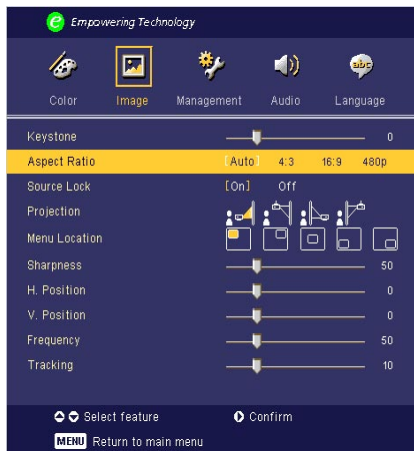 e Empowering Technology
Color Image Management Audio abc Language
Keystone 0
Aspect Ratio [Auto] 4:3 16:9 480p
Source Lock [On] Off
Projection
Menu Location
Sharpness 50
H. Position 0
V. Position 0
Frequency 50
Tracking 10
Select feature Confirm
MENU Return to main menu